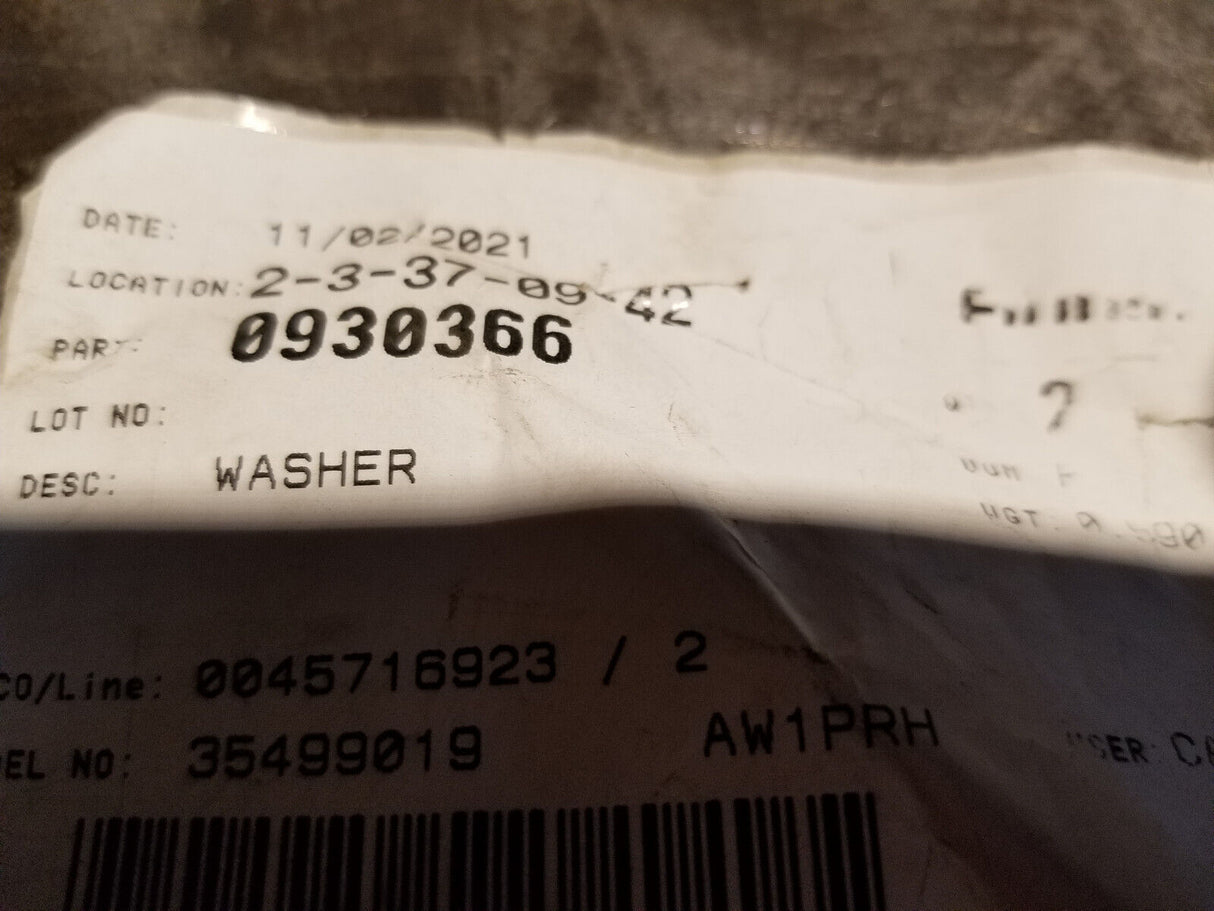 DATE: 11/02/2021
LOCATION: 2-3-37-09-42
PART: 0930366
LOT NO:
DESC: WASHER
CO/Line: 0045716923 / 2
EL NO: 35499019 AW1PRH
WGT: